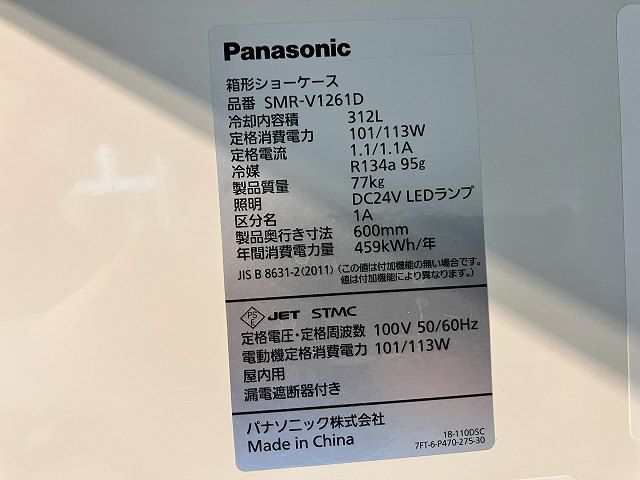 Panasonic
箱形ショーケース
品番 SMR-V1261D
冷却内容積 312L
定格消費電力 101/113W
定格電流 1.1/1.1A
冷媒 R134a 95g
製品質量 77kg
照明 DC24V LEDランプ
区分名 1A
製品奥行き寸法 600mm
年間消費電力量 459kWh/年
JIS B 8631-2(2011) (この値は付加機能の無い場合です。
値は付加機能により異なります。)
PS E JET STMC
定格電圧・定格周波数 100V 50/60Hz
電動機定格消費電力 101/113W
屋内用
漏電遮断器付き
パナソニック株式会社
Made in China
18-110DSC
7FT-6-P470-275-30